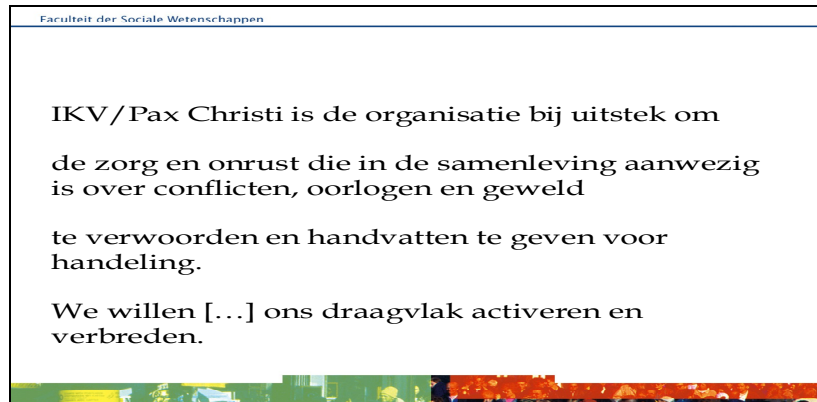 Faculteit der Sociale Wetenschappen
IKV/Pax Christi is de organisatie bij uitstek om
de zorg en onrust die in de samenleving aanwezig
is over conflicten, oorlogen en geweld
te verwoorden en handvatten te geven voor
handeling.
We willen […] ons draagvlak activeren en
verbreden.